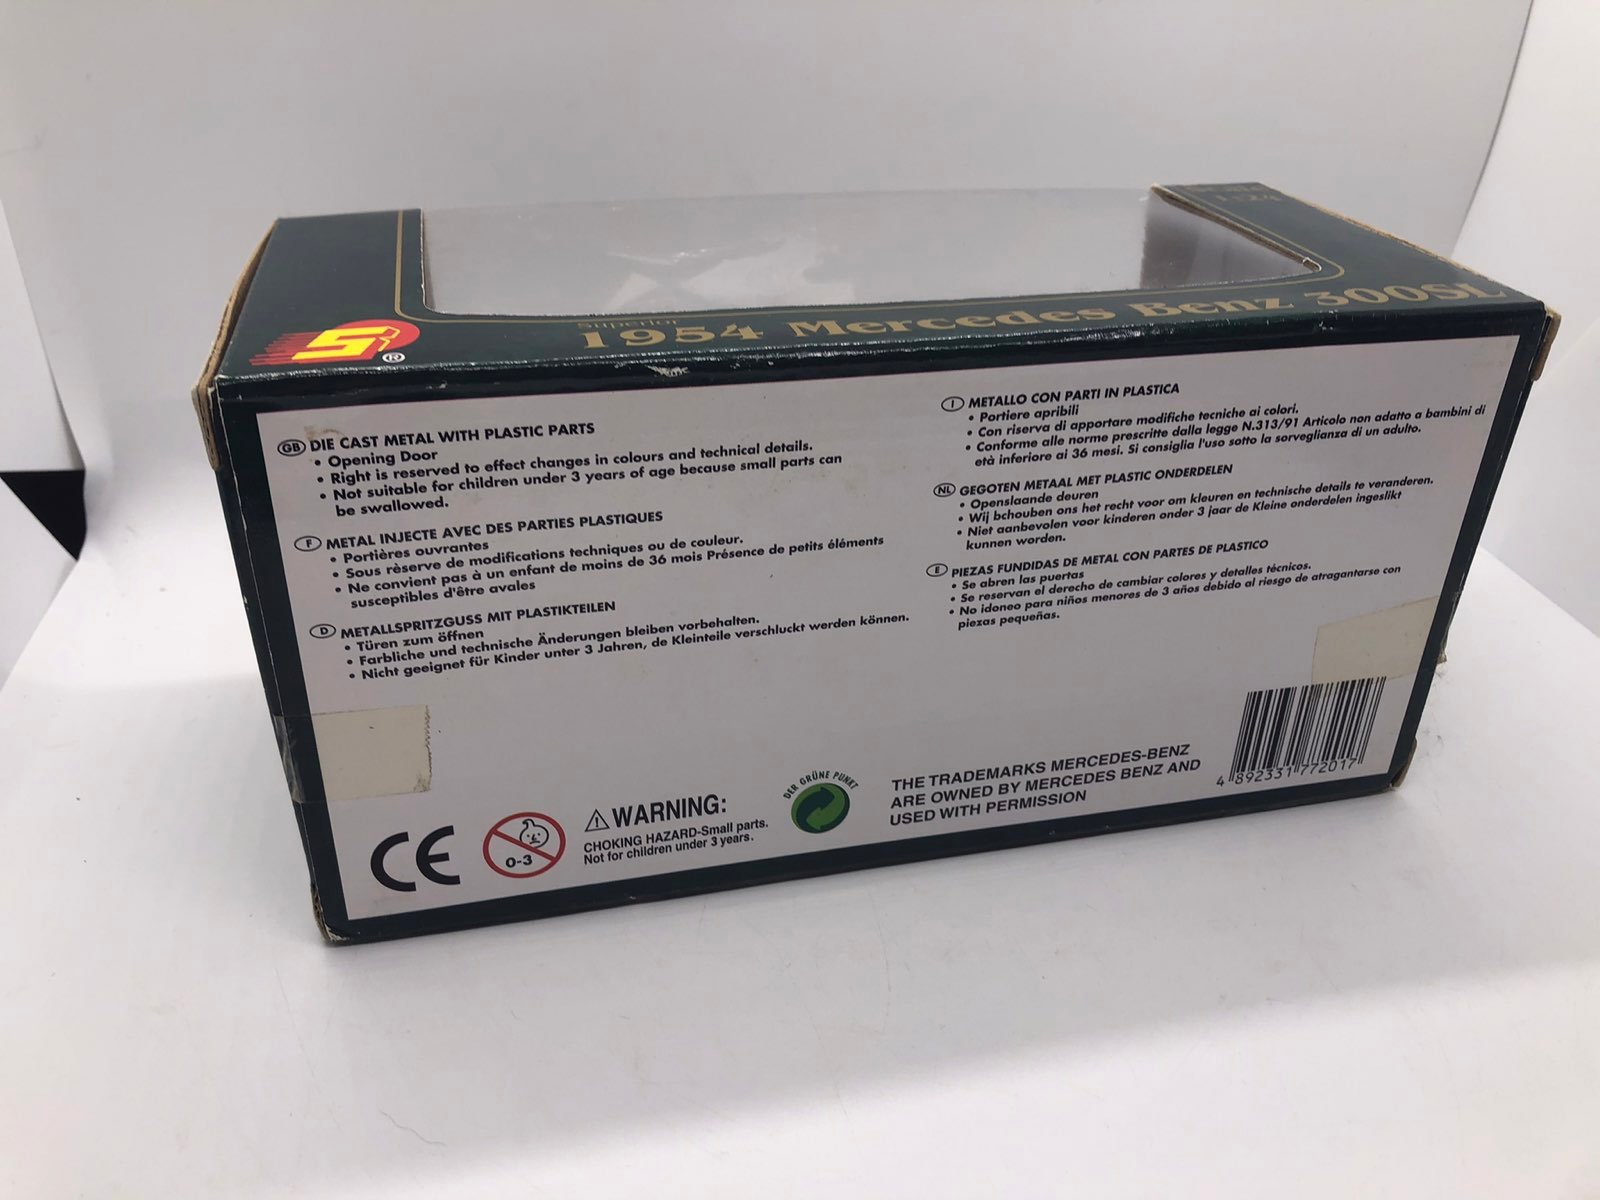 1:24
Superior
1954 Mercedes Benz 300SL
S
®
GB DIE CAST METAL WITH PLASTIC PARTS
• Opening Door
• Right is reserved to effect changes in colours and technical details.
• Not suitable for children under 3 years of age because small parts can
be swallowed.
F METAL INJECTE AVEC DES PARTIES PLASTIQUES
• Portières ouvrantes
• Sous rèserve de modifications techniques ou de couleur.
• Ne convient pas à un enfant de moins de 36 mois Présence de petits éléments
susceptibles d'être avales
D METALLSPRITZGUSS MIT PLASTIKTEILEN
• Türen zum öffnen
• Farbliche und technische Änderungen bleiben vorbehalten.
• Nicht geeignet für Kinder unter 3 Jahren, de Kleinteile verschluckt werden können.
I METALLO CON PARTI IN PLASTICA
• Portiere apribili
• Con riserva di apportare modifiche tecniche ai colori.
• Conforme alle norme prescritte dalla legge N.313/91 Articolo non adatto a bambini di
età inferiore ai 36 mesi. Si consiglia l'uso sotto la sorveglianza di un adulto.
NL GEGOTEN METAAL MET PLASTIC ONDERDELEN
• Openslaande deuren
• Wij bchouben ons het recht voor om kleuren en technische details te veranderen.
• Niet aanbevolen voor kinderen onder 3 jaar de Kleine onderdelen ingeslikt
kunnen worden.
E PIEZAS FUNDIDAS DE METAL CON PARTES DE PLASTICO
• Se abren las puertas
• Se reservan el derecho de cambiar colores y detalles técnicos.
• No idoneo para niños menores de 3 años debido al riesgo de atragantarse con
piezas pequeñas.
CE
0-3
WARNING:
CHOKING HAZARD-Small parts.
Not for children under 3 years.
DER GRÜNE PUNKT
THE TRADEMARKS MERCEDES-BENZ
ARE OWNED BY MERCEDES BENZ AND
USED WITH PERMISSION
4 892331 772017